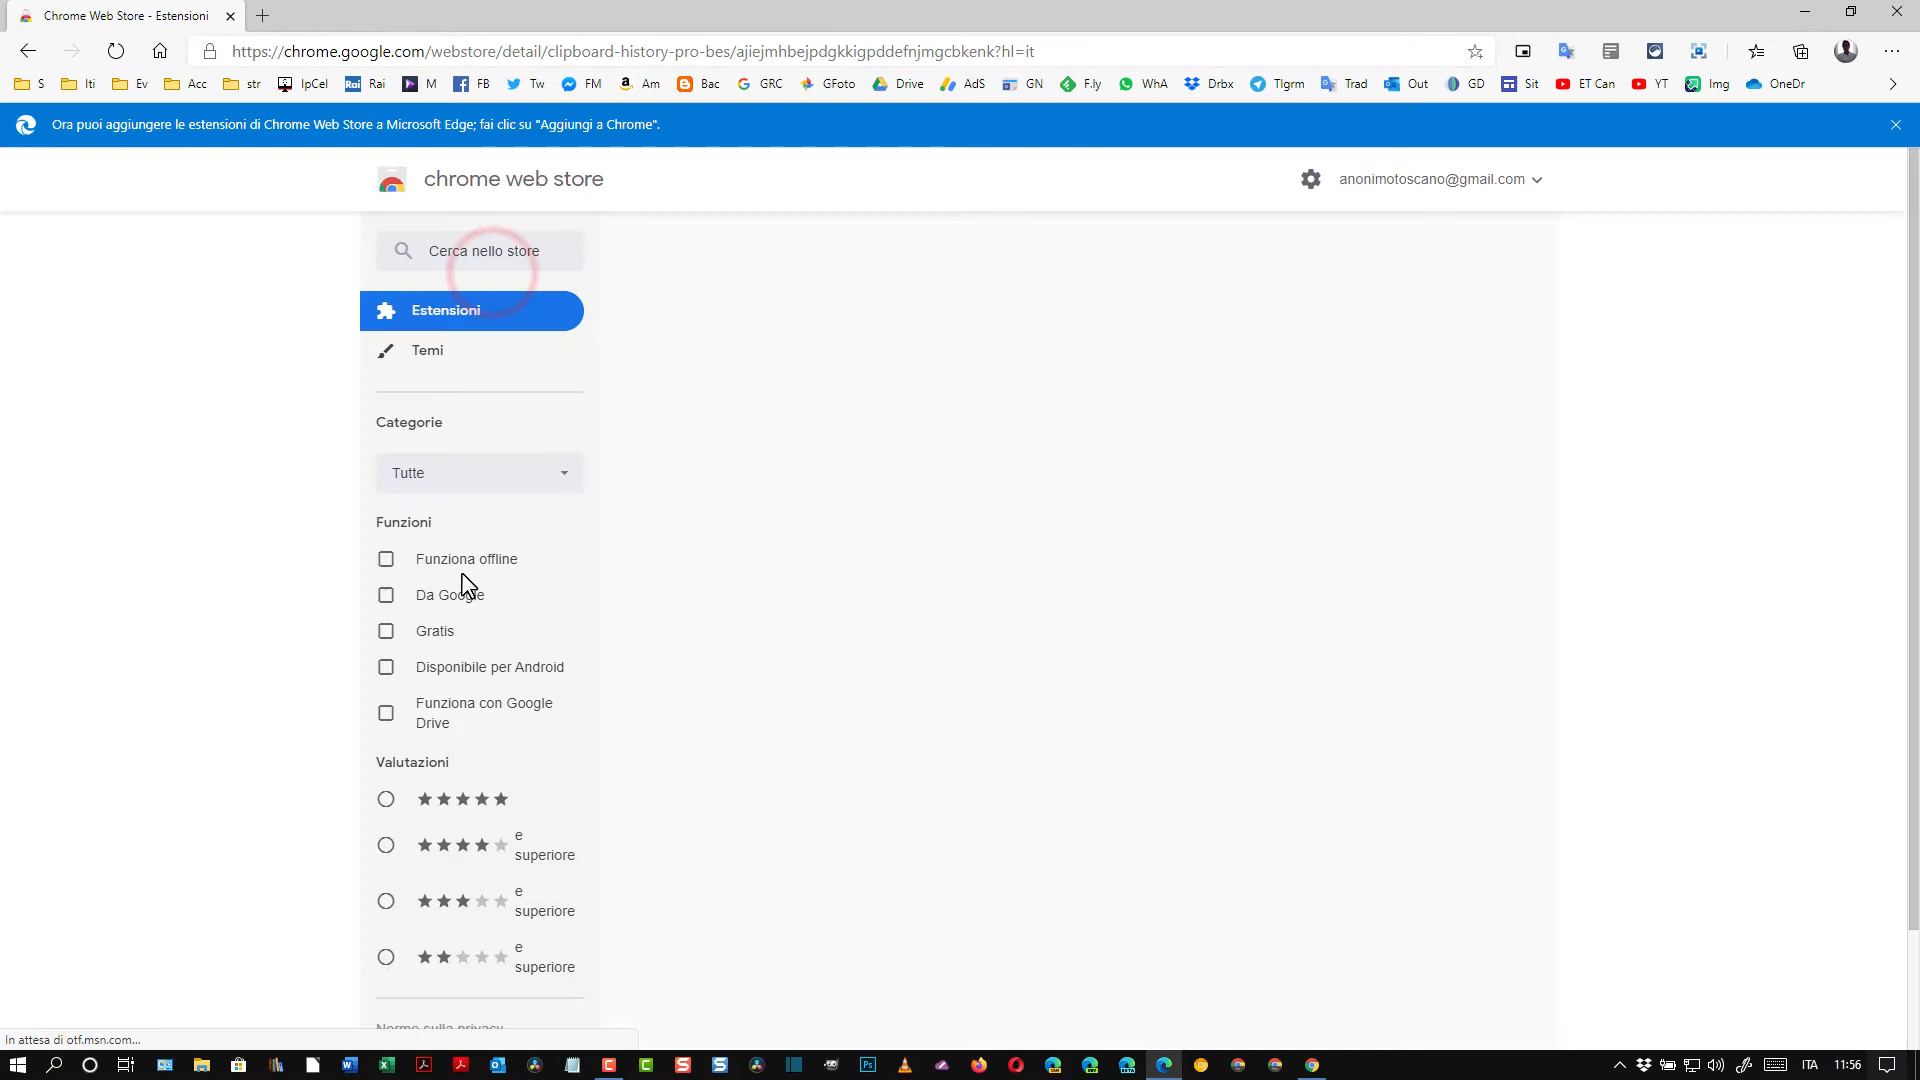 Chrome Web Store - Estensioni
https://chrome.google.com/webstore/detail/clipboard-history-pro-bes/ajiejmhbejpdgkkigpddefnjmgcbkenk?hl=it
S Iti Ev Acc str IpCel Rai Rai M FB Tw FM Am Bac GRC GFoto Drive AdS GN F.ly WhA Drbx Tlgrm Trad Out GD Sit ET Can YT Img OneDr
Ora puoi aggiungere le estensioni di Chrome Web Store a Microsoft Edge; fai clic su "Aggiungi a Chrome".
chrome web store
anonimotoscano@gmail.com
Cerca nello store
Estensioni
Temi
Categorie
Tutte
Funzioni
Funziona offline
Da Google
Gratis
Disponibile per Android
Funziona con Google
Drive
Valutazioni
e
superiore
e
superiore
e
superiore
Norme sulla privacy
In attesa di otf.msn.com...
ITA 11:56